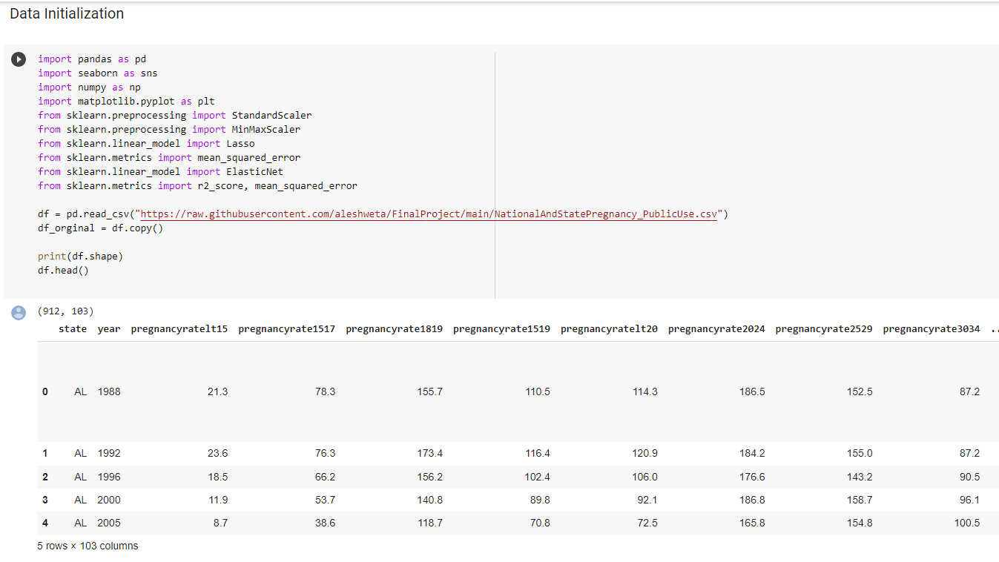 Data Initialization
import pandas as pd
import seaborn as sns
import numpy as np
import matplotlib.pyplot as plt
from sklearn.preprocessing import StandardScaler
from sklearn.preprocessing import MinMaxScaler
from sklearn.linear_model import Lasso
from sklearn.metrics import mean_squared_error
from sklearn.linear_model import ElasticNet
from sklearn.metrics import r2_score, mean_squared_error
df = pd.read_csv("https://raw.githubusercontent.com/aleshweta/FinalProject/main/NationalAndStatePregnancy_PublicUse.csv")
df_orginal = df.copy()
print(df.shape)
df.head()
(912, 103)
state year pregnancyratelt15 pregnancyrate1517 pregnancyrate1819 pregnancyrate1519 pregnancyratelt20 pregnancyrate2024 pregnancyrate2529 pregnancyrate3034 ..
0 AL 1988 21.3 78.3 155.7 110.5 114.3 186.5 152.5 87.2
1 AL 1992 23.6 76.3 173.4 116.4 120.9 184.2 155.0 87.2
2 AL 1996 18.5 66.2 156.2 102.4 106.0 176.6 143.2 90.5
3 AL 2000 11.9 53.7 140.8 89.8 92.1 186.8 158.7 96.1
4 AL 2005 8.7 38.6 118.7 70.8 72.5 165.8 154.8 100.5
5 rows × 103 columns